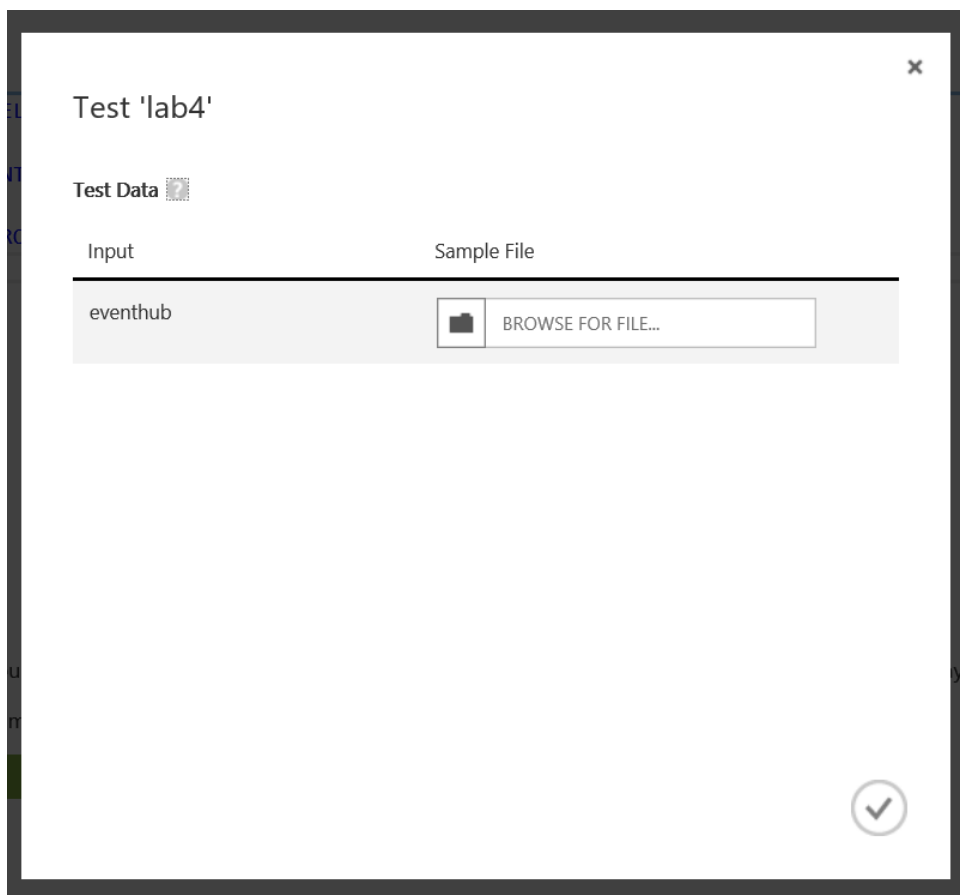 Test 'lab4'
Test Data ?
Input Sample File
eventhub BROWSE FOR FILE...